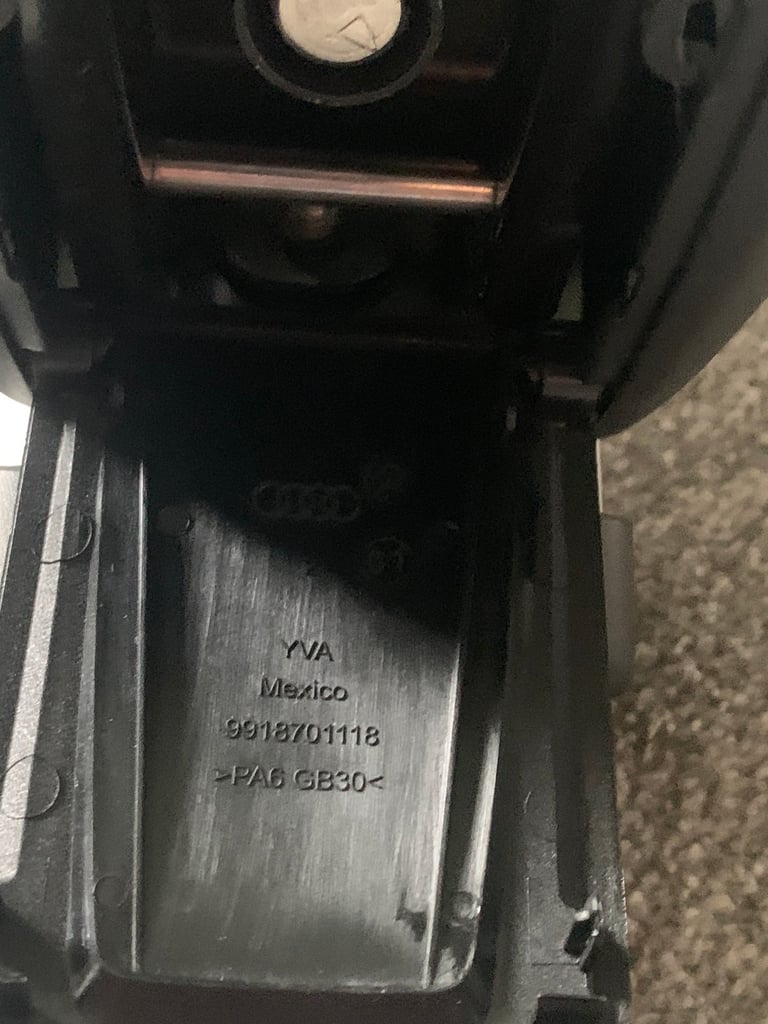 YVA
Mexico
9918701118
>PA6 GB30<